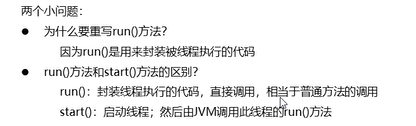 两个小问题：
● 为什么要重写run()方法？
因为run()是用来封装被线程执行的代码
● run()方法和start()方法的区别？
run()：封装线程执行的代码，直接调用，相当于普通方法的调用
start()：启动线程；然后由JVM调用此线程的run()方法